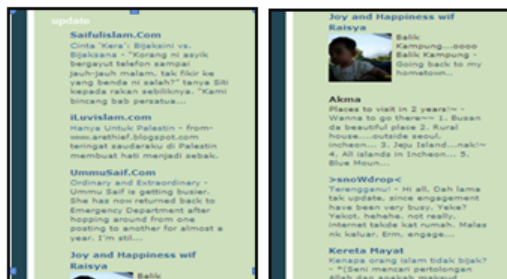 update
Saifulislam.Com
Cinta 'Kera': Bijaksini vs.
Bijaksana - "Korang ni asyik
bergayut telefon sampai
jauh-jauh malam, tak fikir ke
yang benda ni salah?" tanya Siti
kepada rakan sebiliknya. "Kami
bincang bab persatua...
iLuvislam.com
Hanya Untuk Palestin - from-
www.arethief.blogspot.com
teringat saudaraku di Palestin
membuat hati menjadi sebak.
UmmuSaif.Com
Ordinary and Extraordinary -
Ummu Saif is getting busier.
She has now returned back to
Emergency Department after
hopping around from one
posting to another for almost a
year. I'm stil...
Joy and Happiness wif
Raisya
Balik
Joy and Happiness wif
Raisya
Balik
Kampung...oooo
Balik Kampung -
Going back to my
hometown..
Akma
Places to visit in 2 years!~ -
Wanna to go there~~ 1. Busan
da beautiful place 2. Rural
house....outside seoul,
incheon... 3. Jeju Island...nak!~
4. All islands in Incheon... 5.
Blue Moun...
>snoWdrop<
Terengganu! - Hi all. Dah lama
tak update, since engagement
have been very busy. Yeke?
Yekot, hehehe. not really,
internet takde kat rumah. Malas
nk keluar. Erm, engage...
Kereta Mayat
Kenapa orang islam tidak bijak?
- *(Seni mencari pertolongan
Allah dan apakah maksud